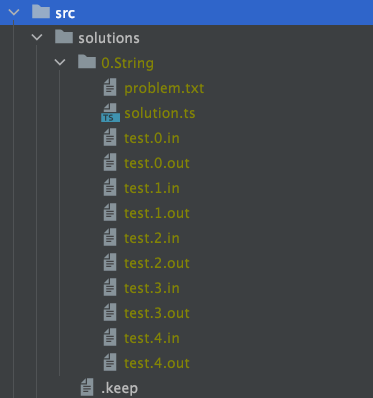 src
solutions
0.String
problem.txt
TS solution.ts
test.0.in
test.0.out
test.1.in
test.1.out
test.2.in
test.2.out
test.3.in
test.3.out
test.4.in
test.4.out
.keep